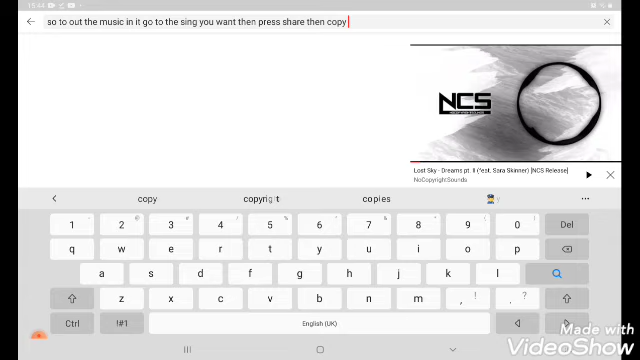 15:44
so to out the music in it go to the sing you want then press share then copy
NCS
Lost Sky - Dreams pt. II (feat. Sara Skinner) [NCS Release]
NoCopyrightSounds
copy copyright copies
1 2 3 4 5 6 7 8 9 0 Del
q w e r t y u i o p
a s d f g h j k l
z x c v b n m , ! . ?
Ctrl !#1 English (UK)
Made with
VideoShow